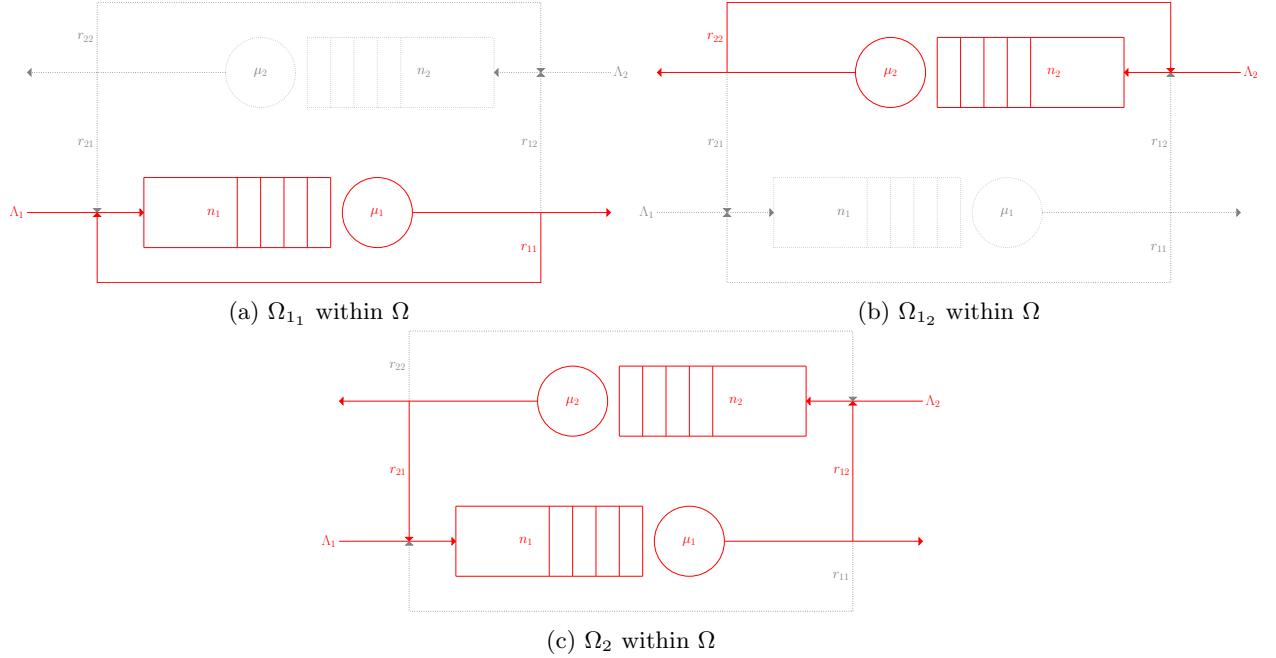 r₂₂
μ₂ n₂ Λ₂
r₂₁ r₁₂
Λ₁ n₁ μ₁
r₁₁
(a) Ω₁₁ within Ω
r₂₂
μ₂ n₂ Λ₂
r₂₁ r₁₂
Λ₁ n₁ μ₁
r₁₁
(b) Ω₁₂ within Ω
r₂₂
μ₂ n₂ Λ₂
r₂₁ r₁₂
Λ₁ n₁ μ₁
r₁₁
(c) Ω₂ within Ω